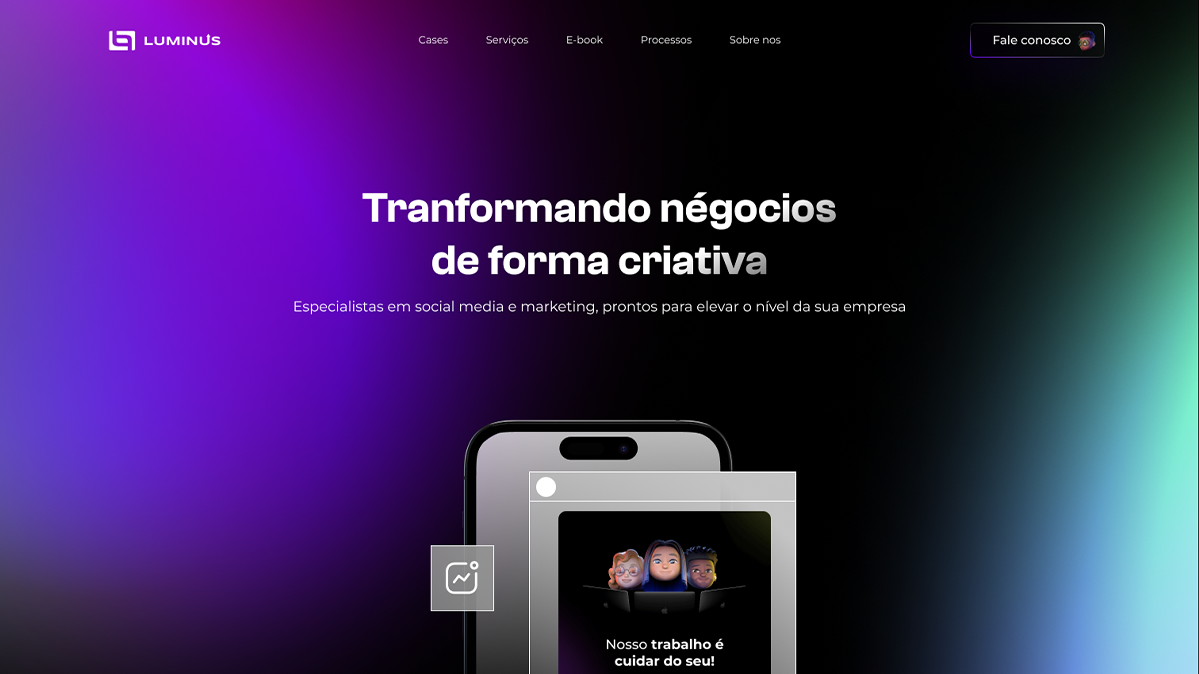 LUMINUS
Cases
Serviços
E-book
Processos
Sobre nos
Fale conosco
Tranformando négocios
de forma criativa
Especialistas em social media e marketing, prontos para elevar o nível da sua empresa
Nosso trabalho é
cuidar do seu!